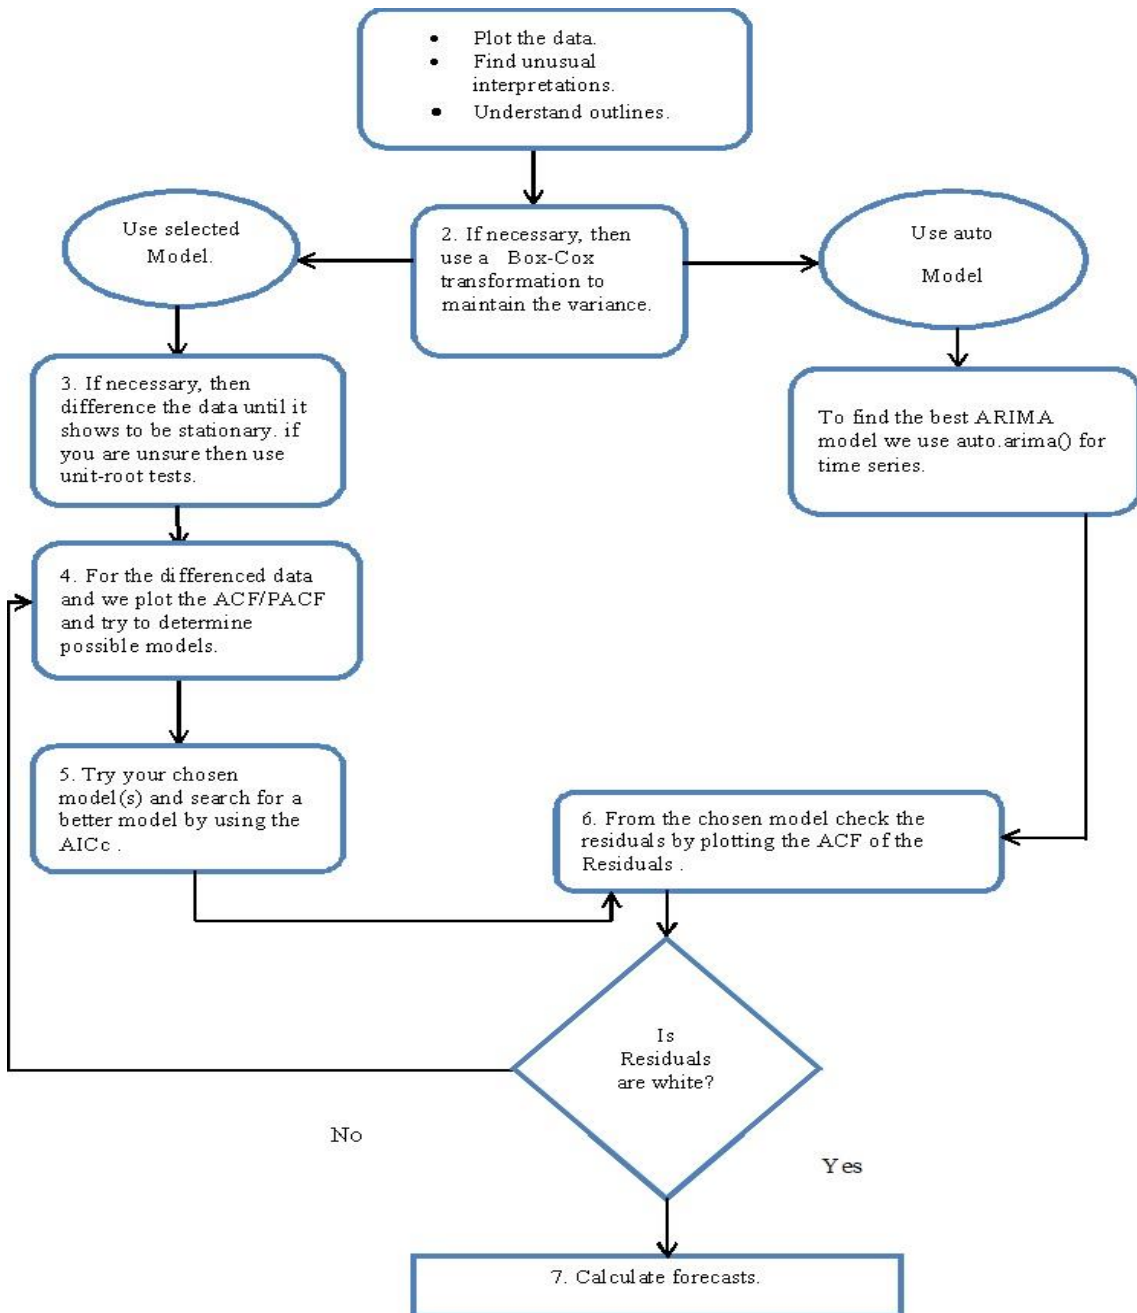 • Plot the data.
• Find unusual
interpretations.
• Understand outlines.
Use selected
Model.
2. If necessary, then
use a Box-Cox
transformation to
maintain the variance.
Use auto
Model
3. If necessary, then
difference the data until it
shows to be stationary. if
you are unsure then use
unit-root tests.
To find the best ARIMA
model we use auto.arima() for
time series.
4. For the differenced data
and we plot the ACF/PACF
and try to determine
possible models.
5. Try your chosen
model(s) and search for a
better model by using the
AICc .
6. From the chosen model check the
residuals by plotting the ACF of the
Residuals .
Is
Residuals
are white?
No
Yes
7. Calculate forecasts.